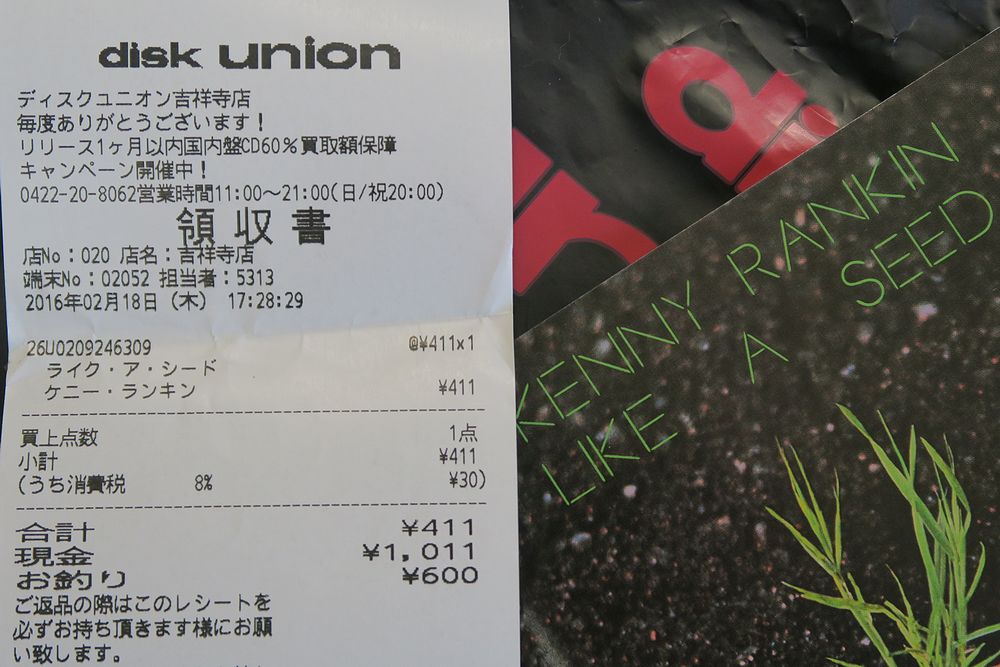 disk union
ディスクユニオン吉祥寺店
毎度ありがとうございます!
リリース1ヶ月以内国内盤CD60%買取額保障
キャンペーン開催中!
0422-20-8062営業時間11:00〜21:00(日/祝20:00)
領収書
店No:020 店名:吉祥寺店
端末No:02052 担当者:5313
2016年02月18日(木) 17:28:29
26U0209246309 @¥411x1
ライク・ア・シード
ケニー・ランキン ¥411
買上点数 1点
小計 ¥411
(うち消費税 8% ¥30)
合計 ¥411
現金 ¥1,011
お釣り ¥600
ご返品の際はこのレシートを
必ずお持ち頂きます様にお願
い致します。
KENNY RANKIN
LIKE A SEED